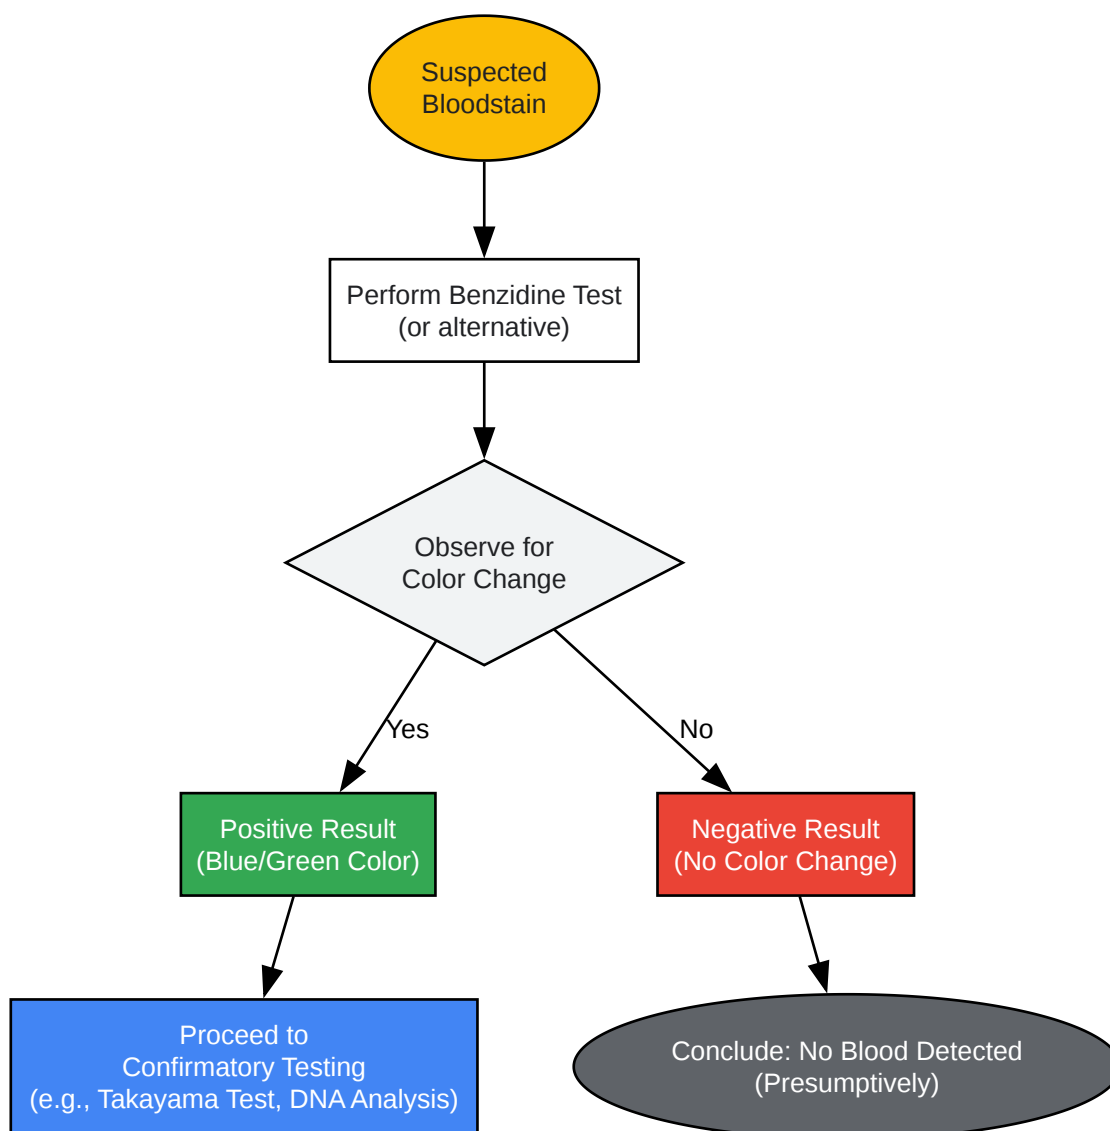 Suspected
Bloodstain
Perform Benzidine Test
(or alternative)
Observe for
Color Change
Yes
No
Positive Result
(Blue/Green Color)
Negative Result
(No Color Change)
Proceed to
Confirmatory Testing
(e.g., Takayama Test, DNA Analysis)
Conclude: No Blood Detected
(Presumptively)